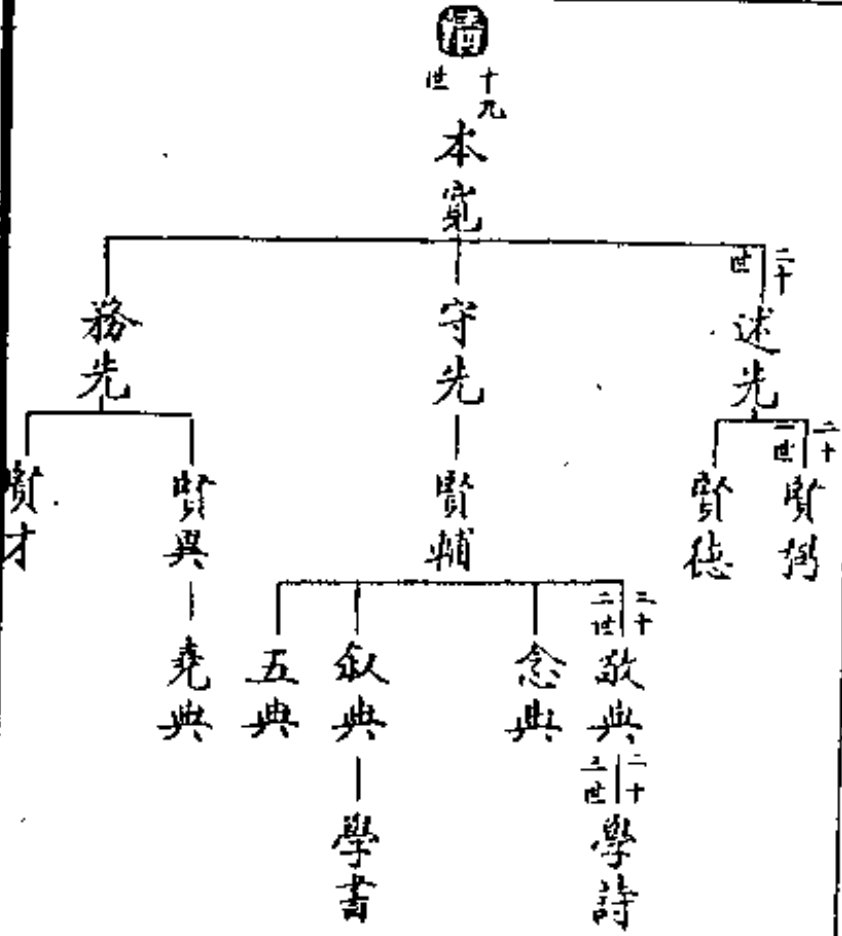 十九世
本寬
二十世
述先
守先
務先
二十一世
賢
賢德
賢輔
賢異
賢才
二十二世
敬典
念典
叙典
五典
堯典
二十三世
學詩
學書